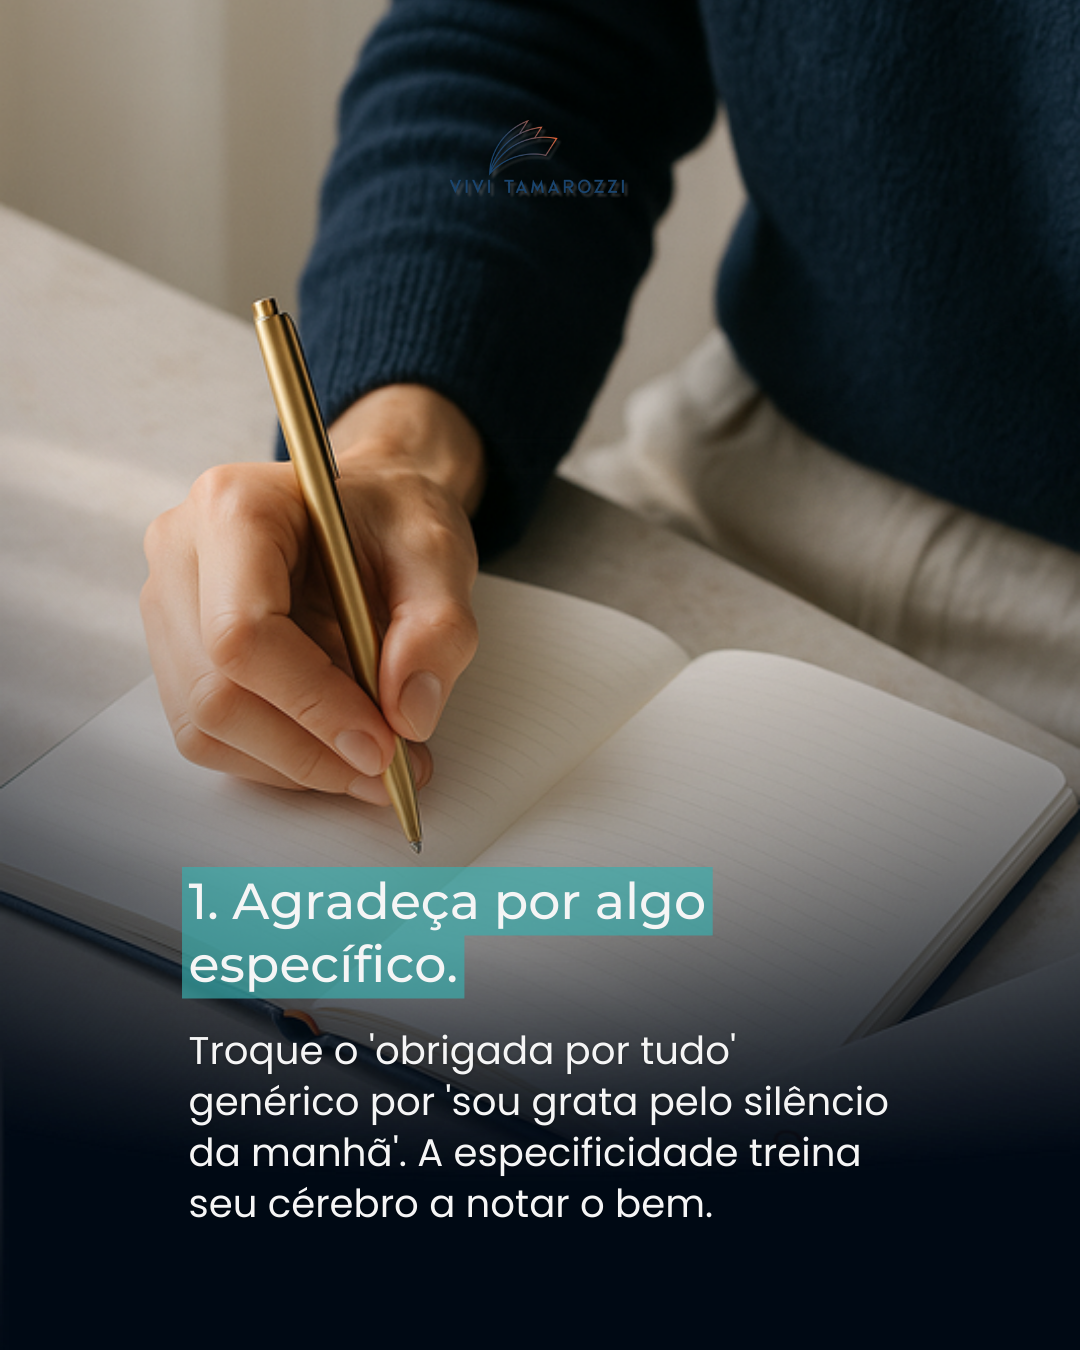 VIVI TAMAROZZI
1. Agradeça por algo
específico.
Troque o 'obrigada por tudo'
genérico por 'sou grata pelo silêncio
da manhã'. A especificidade treina
seu cérebro a notar o bem.